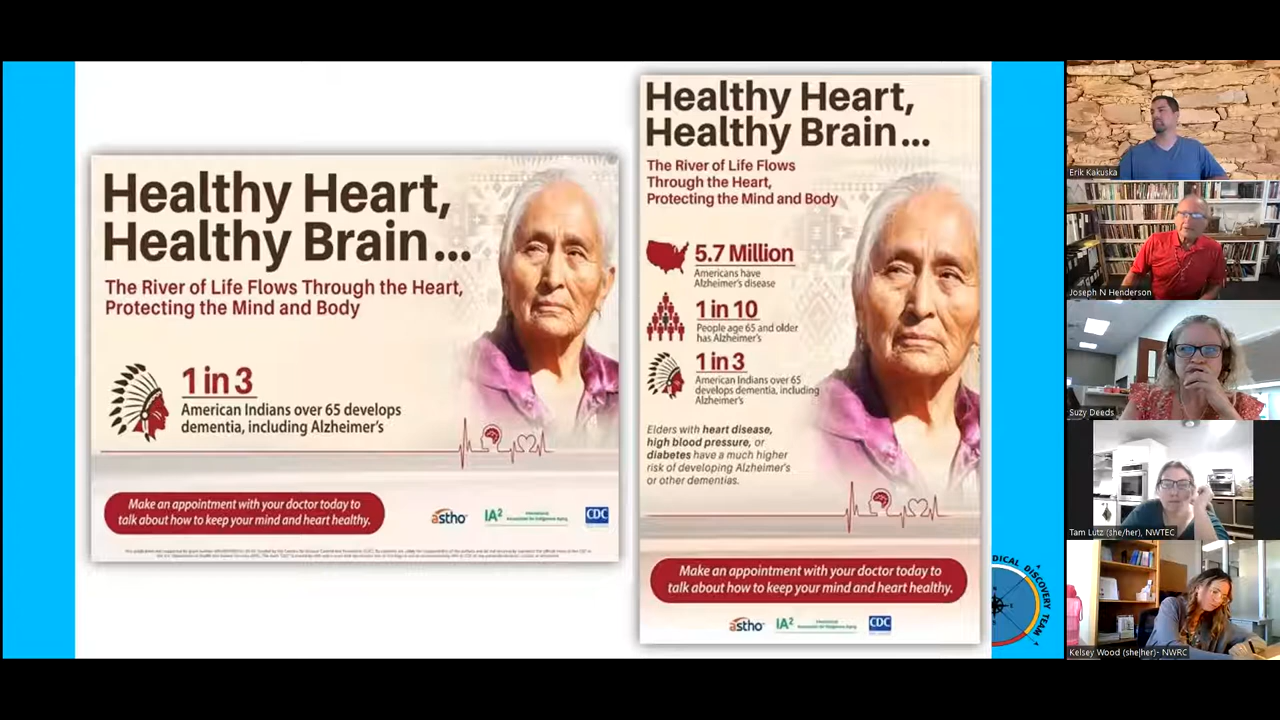 Healthy Heart,
Healthy Brain...
The River of Life Flows Through the Heart,
Protecting the Mind and Body
1 in 3
American Indians over 65 develops
dementia, including Alzheimer's
Make an appointment with your doctor today to
talk about how to keep your mind and heart healthy.
astho
IA²
CDC
Healthy Heart,
Healthy Brain...
The River of Life Flows
Through the Heart,
Protecting the Mind and Body
5.7 Million
Americans have
Alzheimer's disease
1 in 10
People age 65 and older
has Alzheimer's
1 in 3
American Indians over 65
develops dementia, including
Alzheimer's
Elders with heart disease,
high blood pressure, or
diabetes have a much higher
risk of developing Alzheimer's
or other dementias.
Make an appointment with your doctor today to
talk about how to keep your mind and heart healthy.
astho
IA²
CDC
DICAL DISCOVERY TEAM
Erik Kakuska
Joseph N Henderson
Suzy Deeds
Tam Lutz (she/her), NWTEC
Kelsey Wood (she|her)- NWRC